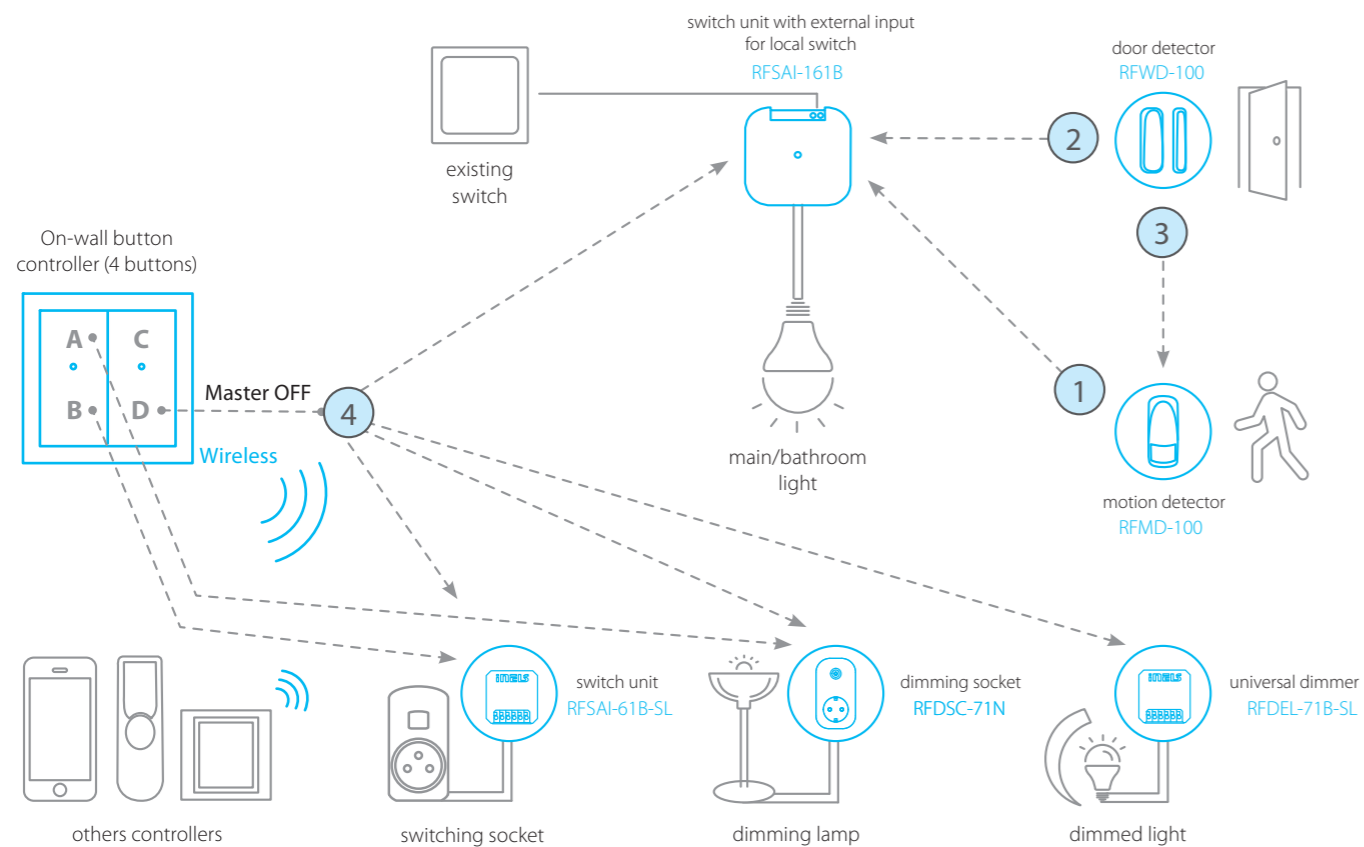 switch unit with external input
for local switch
RFSAI-161B
door detector
RFWD-100
2
existing
switch
3
On-wall button
controller (4 buttons)
A
C
B
D
Master OFF
4
1
Wireless
main/bathroom
light
motion detector
RFMD-100
inels
switch unit
RFSAI-61B-SL
dimming socket
RFDSC-71N
inels
universal dimmer
RFDEL-71B-SL
others controllers
switching socket
dimming lamp
dimmed light